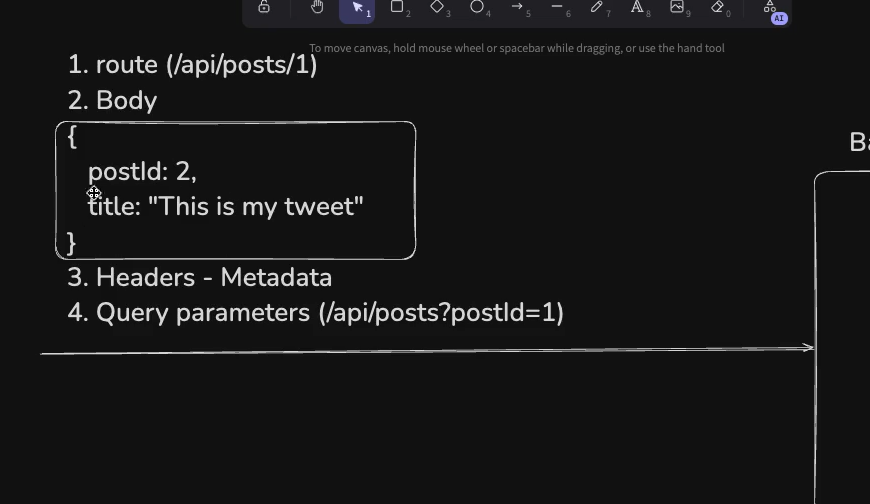 1
2
3
4
5
6
7
A
8
9
0
AI
To move canvas, hold mouse wheel or spacebar while dragging, or use the hand tool
1. route (/api/posts/1)
2. Body
{
postId: 2,
title: "This is my tweet"
}
3. Headers - Metadata
4. Query parameters (/api/posts?postId=1)